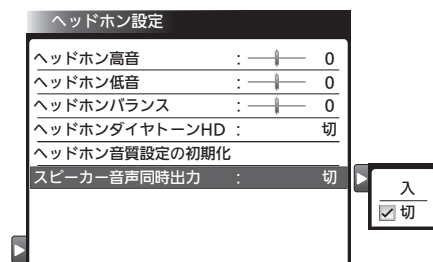 ヘッドホン設定
ヘッドホン高音 : 0
ヘッドホン低音 : 0
ヘッドホンバランス : 0
ヘッドホンダイヤトーンHD : 切
ヘッドホン音質設定の初期化
スピーカー音声同時出力 : 切
入
切